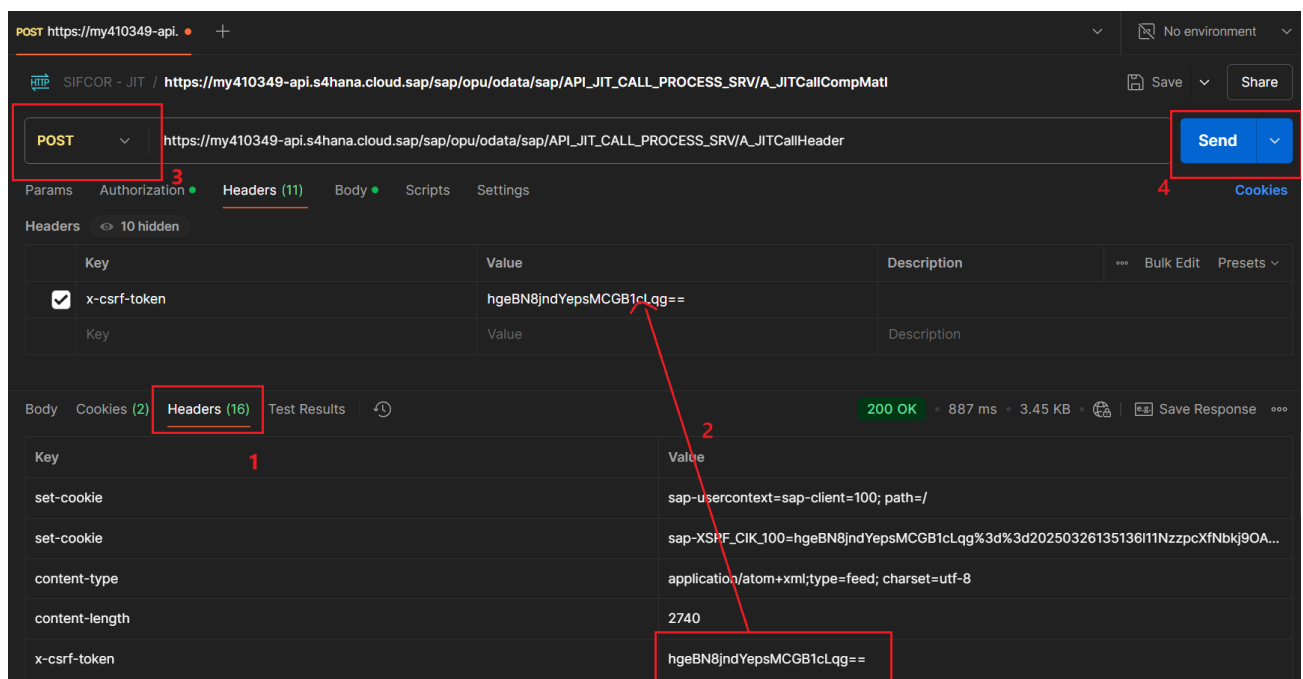 POST https://my410349-api. No environment
HTTP SIFCOR - JIT / https://my410349-api.s4hana.cloud.sap/sap/opu/odata/sap/API_JIT_CALL_PROCESS_SRV/A_JITCallCompMatl Save Share
POST https://my410349-api.s4hana.cloud.sap/sap/opu/odata/sap/API_JIT_CALL_PROCESS_SRV/A_JITCallHeader Send
3
4
Params Authorization Headers (11) Body Scripts Settings Cookies
Headers 10 hidden
Key Value Description Bulk Edit Presets
x-csrf-token hgeBN8jndYepsMCGB1cLqg==
Key Value Description
Body Cookies (2) Headers (16) Test Results 200 OK 887 ms 3.45 KB e.g. Save Response
2
1
Key Value
set-cookie sap-usercontext=sap-client=100; path=/
set-cookie sap-XSRF_CIK_100=hgeBN8jndYepsMCGB1cLqg%3d%3d20250326135136I11NzzpcXfNbkj9OA...
content-type application/atom+xml;type=feed; charset=utf-8
content-length 2740
x-csrf-token hgeBN8jndYepsMCGB1cLqg==